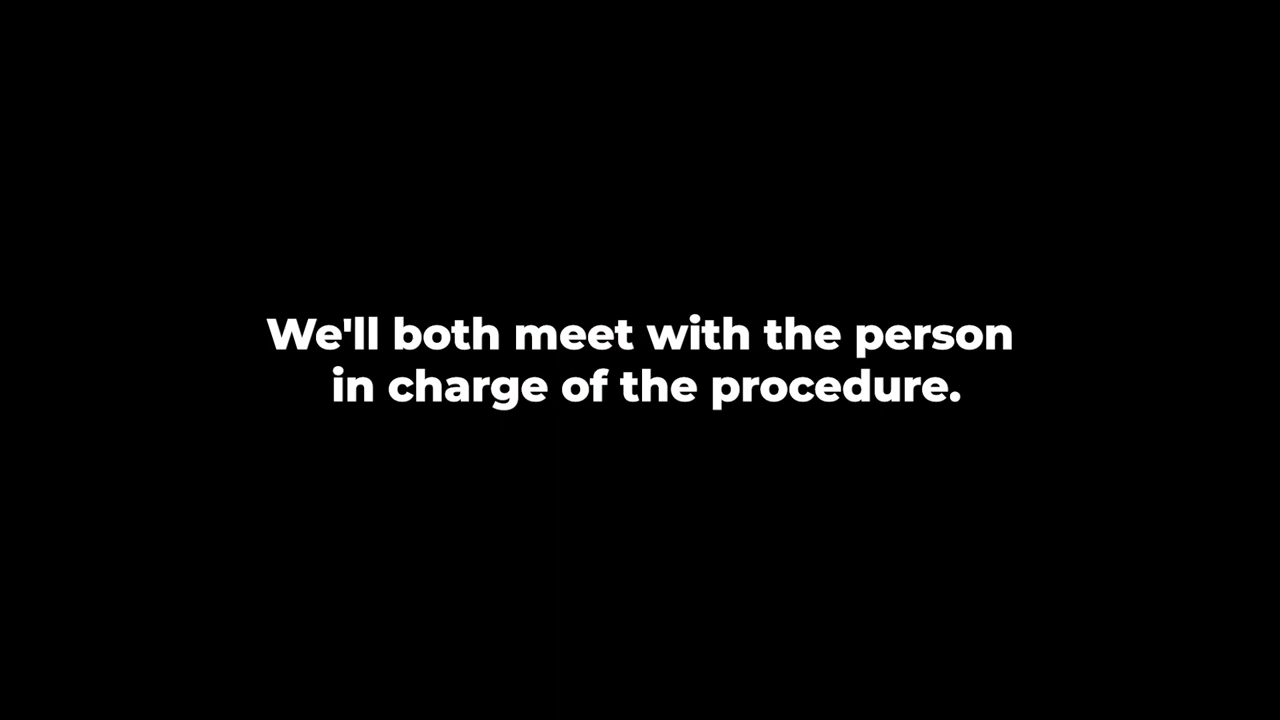 We'll both meet with the person
in charge of the procedure.